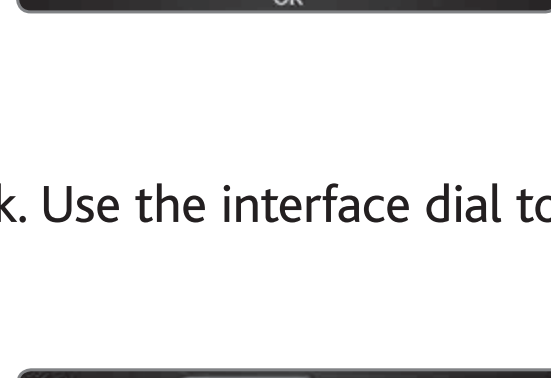 k. Use the interface dial to